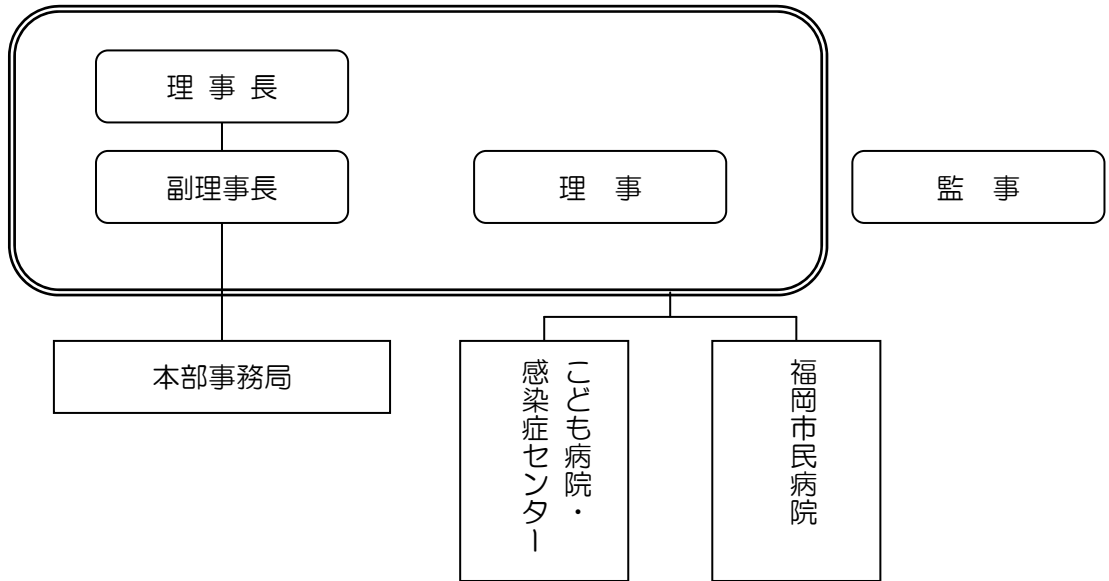 理 事 長
副理事長
理　事
監　事
本部事務局
こども病院・
感染症センター
福岡市民病院